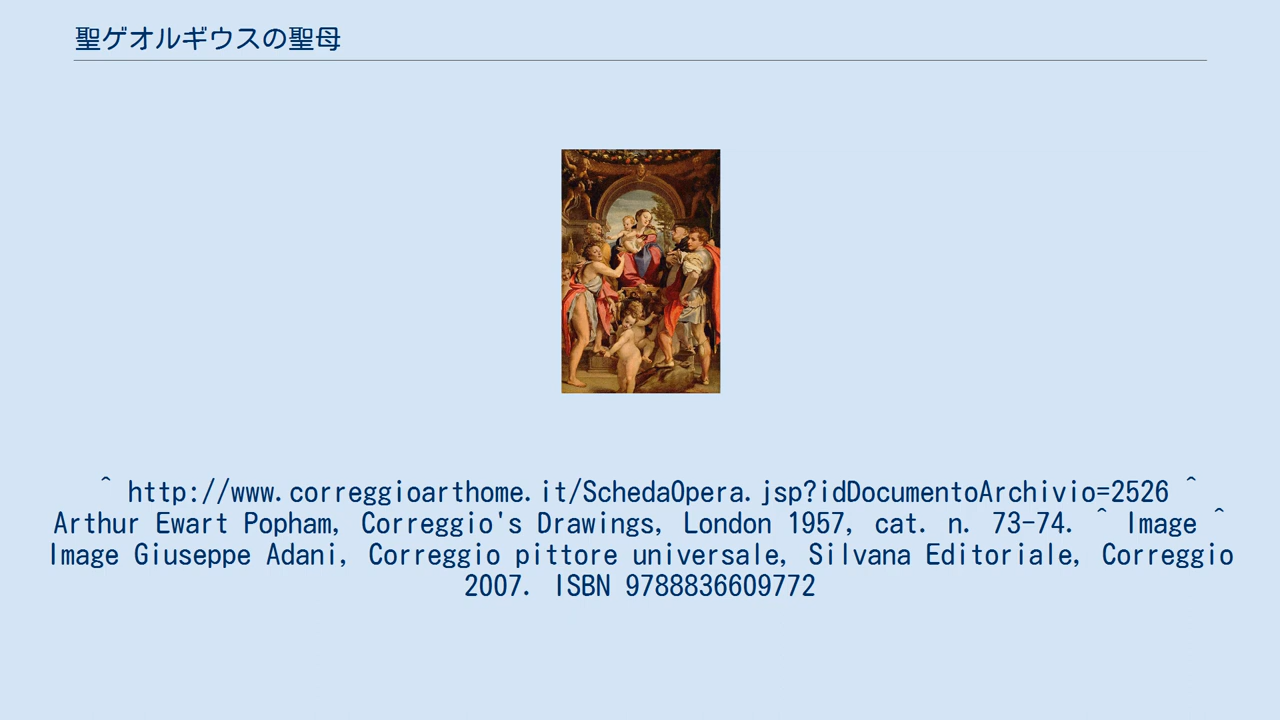 聖ゲオルギウスの聖母
^ http://www.correggioarthome.it/SchedaOpera.jsp?idDocumentoArchivio=2526 ^
Arthur Ewart Popham, Correggio's Drawings, London 1957, cat. n. 73-74. ^ Image ^
Image Giuseppe Adani, Correggio pittore universale, Silvana Editoriale, Correggio
2007. ISBN 9788836609772